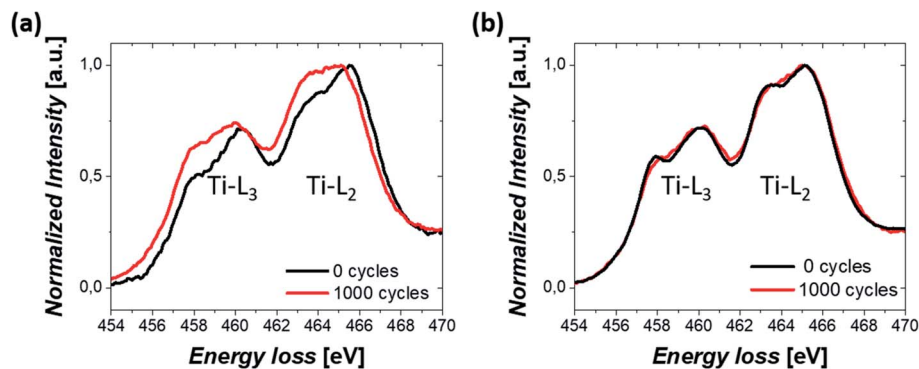 (a)
Normalized Intensity [a.u.]
1,0
0,5
0,0
Ti-L3
Ti-L2
0 cycles
1000 cycles
454 456 458 460 462 464 466 468 470
Energy loss [eV]
(b)
Normalized Intensity [a.u.]
1,0
0,5
0,0
Ti-L3
Ti-L2
0 cycles
1000 cycles
454 456 458 460 462 464 466 468 470
Energy loss [eV]